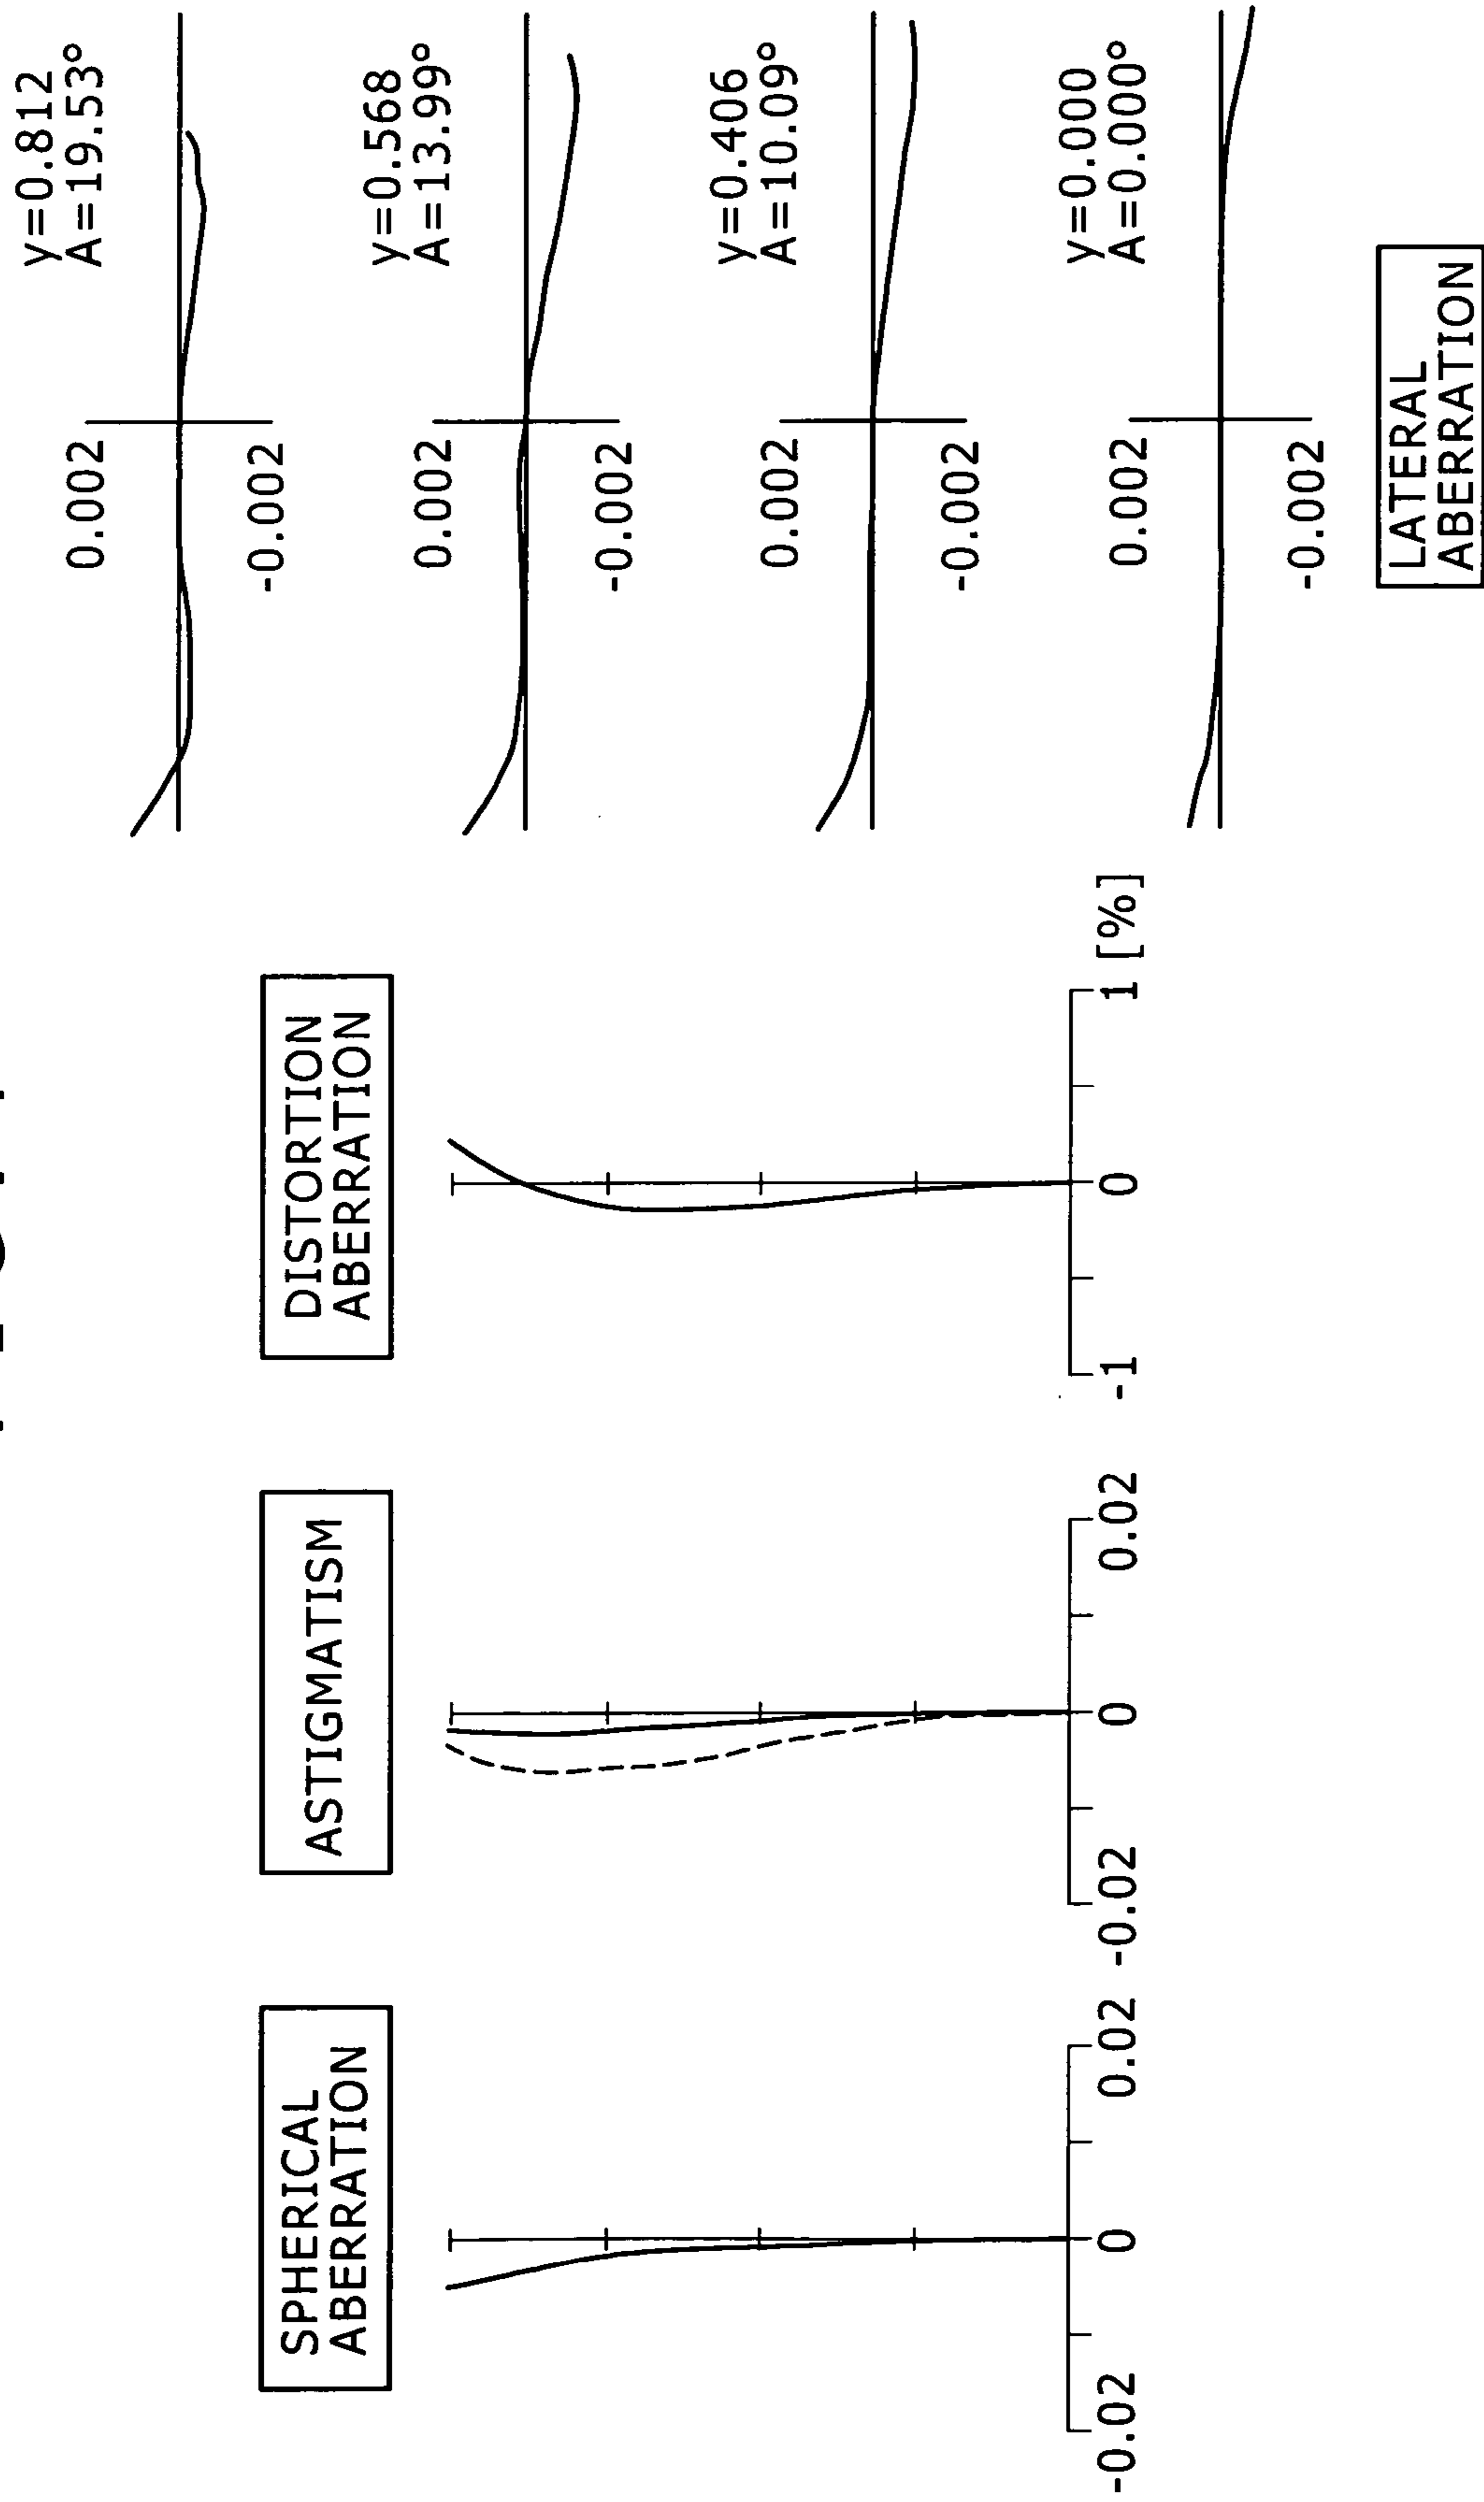 SPHERICAL
ABERRATION
-0.02
0
0.02
ASTIGMATISM
-0.02
0
0.02
DISTORTION
ABERRATION
-1
0
1 [%]
y=0.812
A=19.53°
0.002
-0.002
y=0.568
A=13.99°
0.002
-0.002
y=0.406
A=10.09°
0.002
-0.002
y=0.000
A=0.000°
0.002
-0.002
LATERAL
ABERRATION